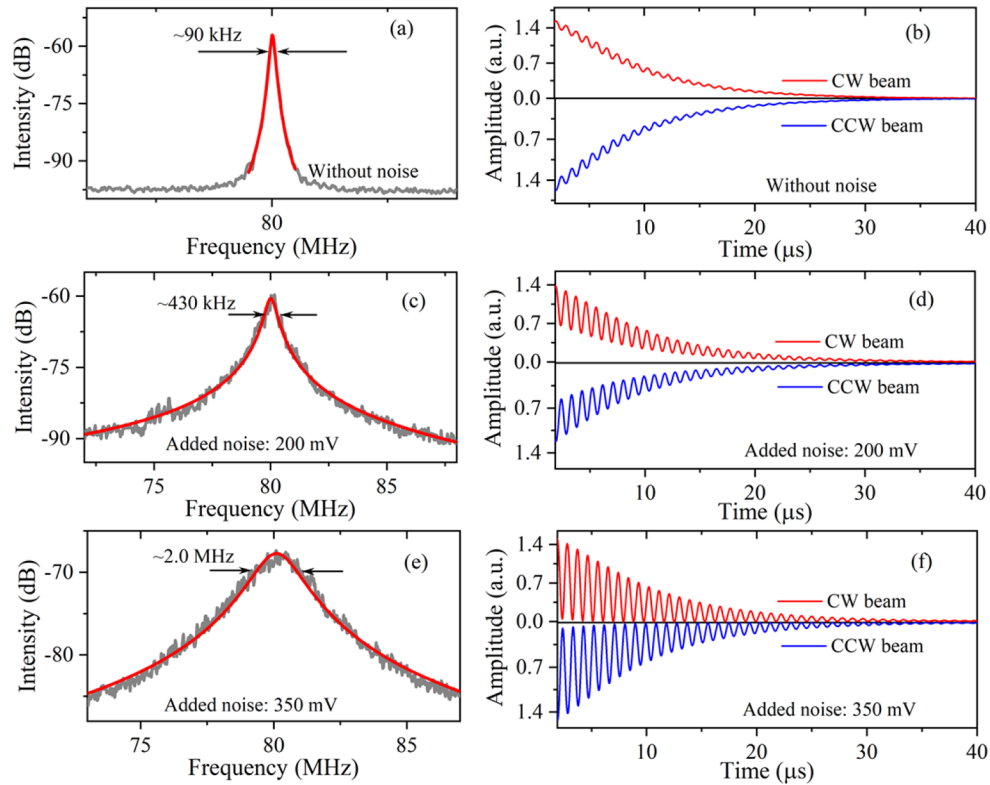 (a)
~90 kHz
-60
-75
-90
Intensity (dB)
Without noise
80
Frequency (MHz)
(b)
1.4
0.7
0.0
0.7
1.4
Amplitude (a.u.)
CW beam
CCW beam
Without noise
10 20 30 40
Time (μs)
(c)
~430 kHz
-60
-75
-90
Intensity (dB)
Added noise: 200 mV
75 80 85
Frequency (MHz)
(d)
1.4
0.7
0.0
0.7
1.4
Amplitude (a.u.)
CW beam
CCW beam
Added noise: 200 mV
10 20 30 40
Time (μs)
(e)
~2.0 MHz
-70
-80
Intensity (dB)
Added noise: 350 mV
75 80 85
Frequency (MHz)
(f)
1.4
0.7
0.0
0.7
1.4
Amplitude (a.u.)
CW beam
CCW beam
Added noise: 350 mV
10 20 30 40
Time (μs)